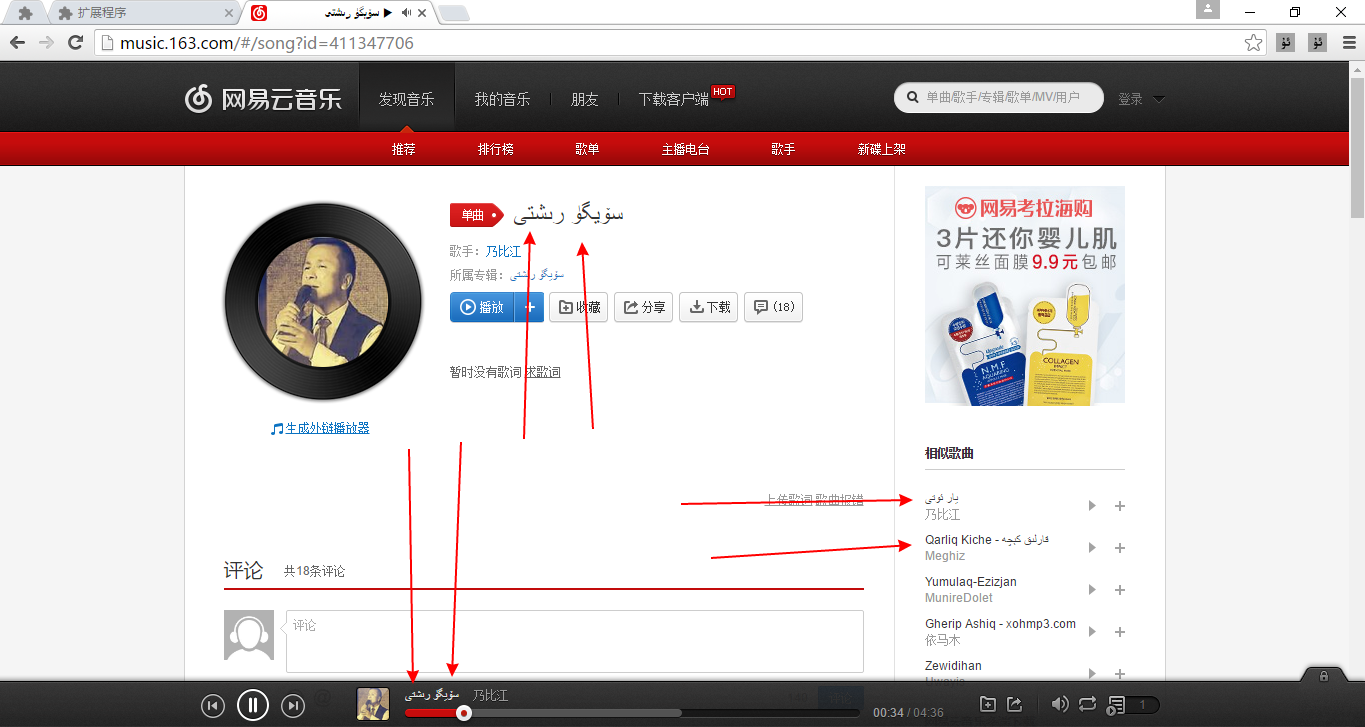 扩展程序
سۆيگۈ رىشتى ▶
music.163.com/#/song?id=411347706
网易云音乐
发现音乐 我的音乐 朋友 下载客户端 HOT
单曲/歌手/专辑/歌单/MV/用户
登录
推荐 排行榜 歌单 主播电台 歌手 新碟上架
单曲 سۆيگۈ رىشتى
歌手：乃比江
所属专辑：سۆيگۈ رىشتى
播放 + 收藏 分享 下载 (18)
暂时没有歌词 求歌词
生成外链播放器
上传歌词 歌曲报错
评论 共18条评论
评论
网易考拉海购
3片还你婴儿肌
可莱丝面膜9.9元包邮
N.M.F
AQUARING
COLLAGEN
IMPACT
相似歌曲
يار ئوتى
乃比江
Qarliq Kiche - قارلىق كېچە
Meghiz
Yumulaq-Ezizjan
MunireDolet
Gherip Ashiq - xohmp3.com
依马木
Zewidihan
سۆيگۈ رىشتى 乃比江
00:34 / 04:36
1